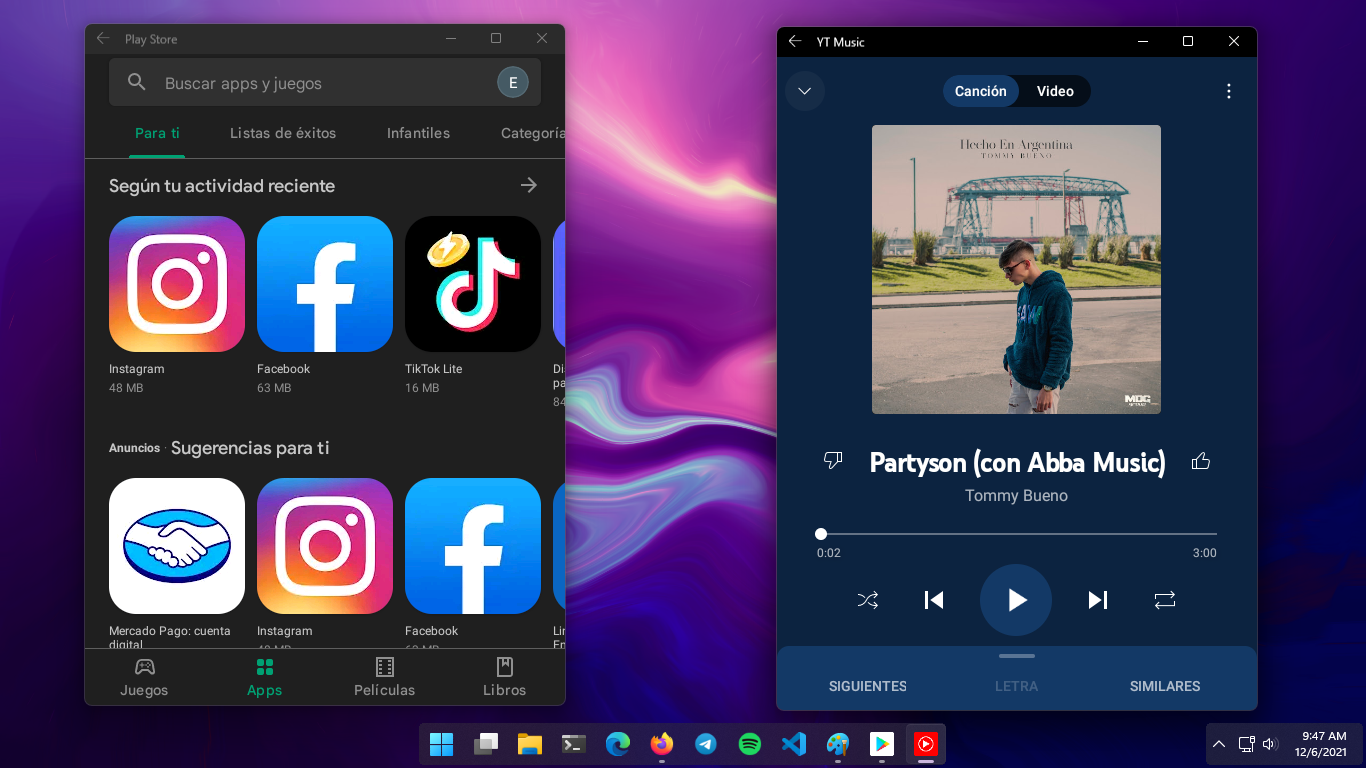 Play Store
Buscar apps y juegos
E
Para ti
Listas de éxitos
Infantiles
Categoría
Según tu actividad reciente
Instagram
48 MB
Facebook
63 MB
TikTok Lite
16 MB
Di
pa
84
Anuncios · Sugerencias para ti
Mercado Pago: cuenta
digital
Instagram
Facebook
Lin
En
Juegos
Apps
Películas
Libros
YT Music
Canción
Video
Hecho En Argentina
TOMMY BUENO
MDG
Partyson (con Abba Music)
Tommy Bueno
0:02
3:00
SIGUIENTES
LETRA
SIMILARES
9:47 AM
12/6/2021